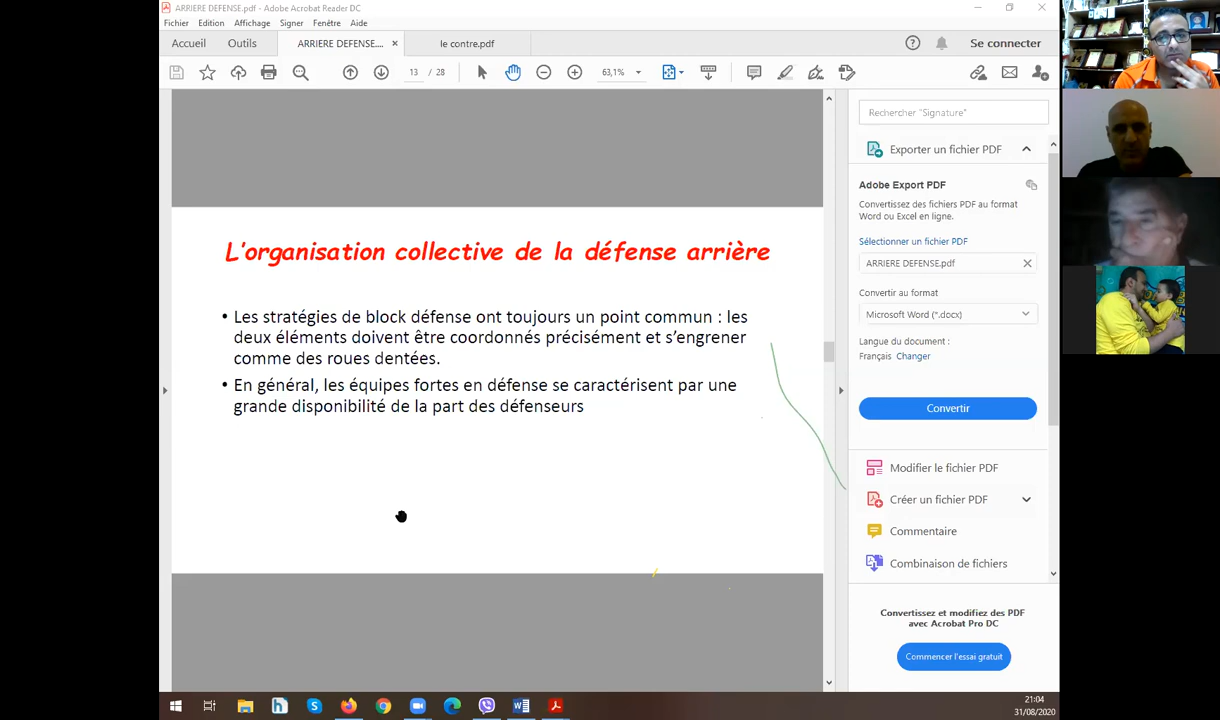 ARRIERE DEFENSE.pdf - Adobe Acrobat Reader DC
Fichier Edition Affichage Signer Fenêtre Aide
Accueil Outils ARRIERE DEFENSE.... × le contre.pdf Se connecter
13 / 28 63,1%
Rechercher "Signature"
Exporter un fichier PDF
Adobe Export PDF
Convertissez des fichiers PDF au format
Word ou Excel en ligne.
Sélectionner un fichier PDF
ARRIERE DEFENSE.pdf
Convertir au format
Microsoft Word (*.docx)
Langue du document :
Français Changer
Convertir
Modifier le fichier PDF
Créer un fichier PDF
Commentaire
Combinaison de fichiers
Convertissez et modifiez des PDF
avec Acrobat Pro DC
Commencer l'essai gratuit
L'organisation collective de la défense arrière
• Les stratégies de block défense ont toujours un point commun : les
deux éléments doivent être coordonnés précisément et s'engrener
comme des roues dentées.
• En général, les équipes fortes en défense se caractérisent par une
grande disponibilité de la part des défenseurs
21:04
31/08/2020